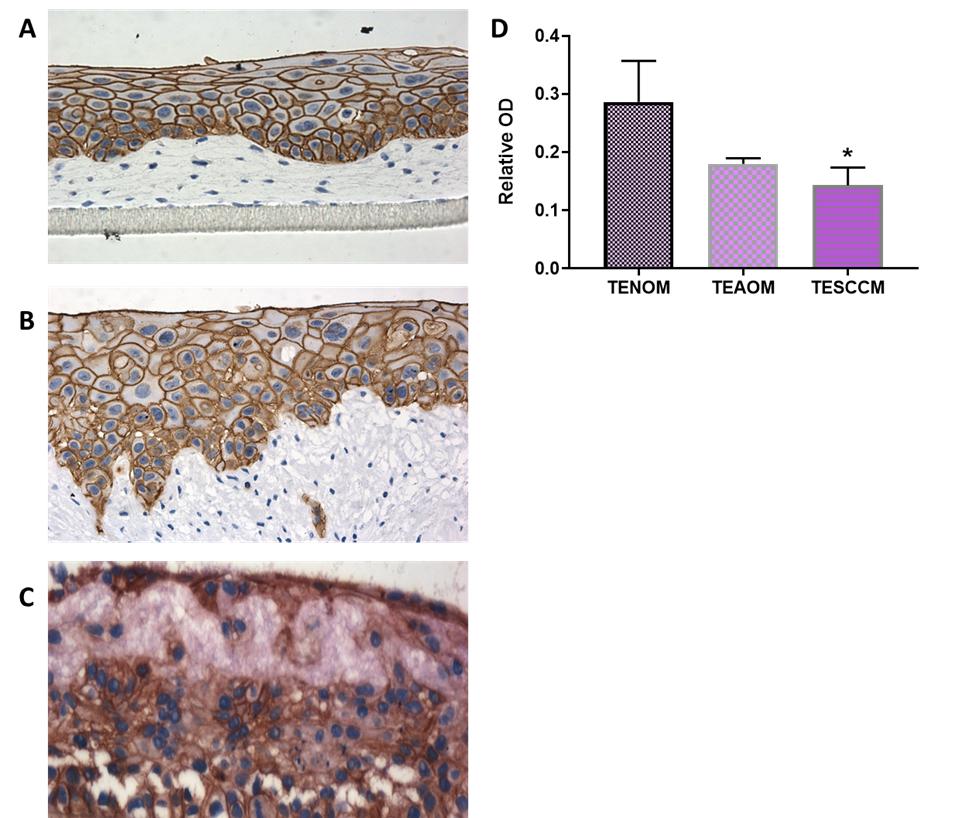 A
B
C
D
0.4
0.3
0.2
0.1
0.0
Relative OD
*
TENOM TEAOM TESCCM